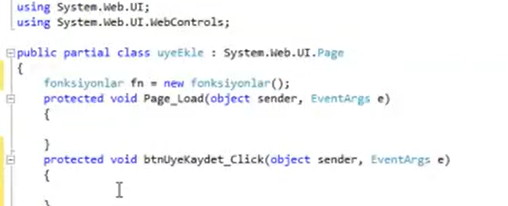 using System.Web.UI;
using System.Web.UI.WebControls;
public partial class uyeEkle : System.Web.UI.Page
{
fonksiyonlar fn = new fonksiyonlar();
protected void Page_Load(object sender, EventArgs e)
{
}
protected void btnUyeKaydet_Click(object sender, EventArgs e)
{
}